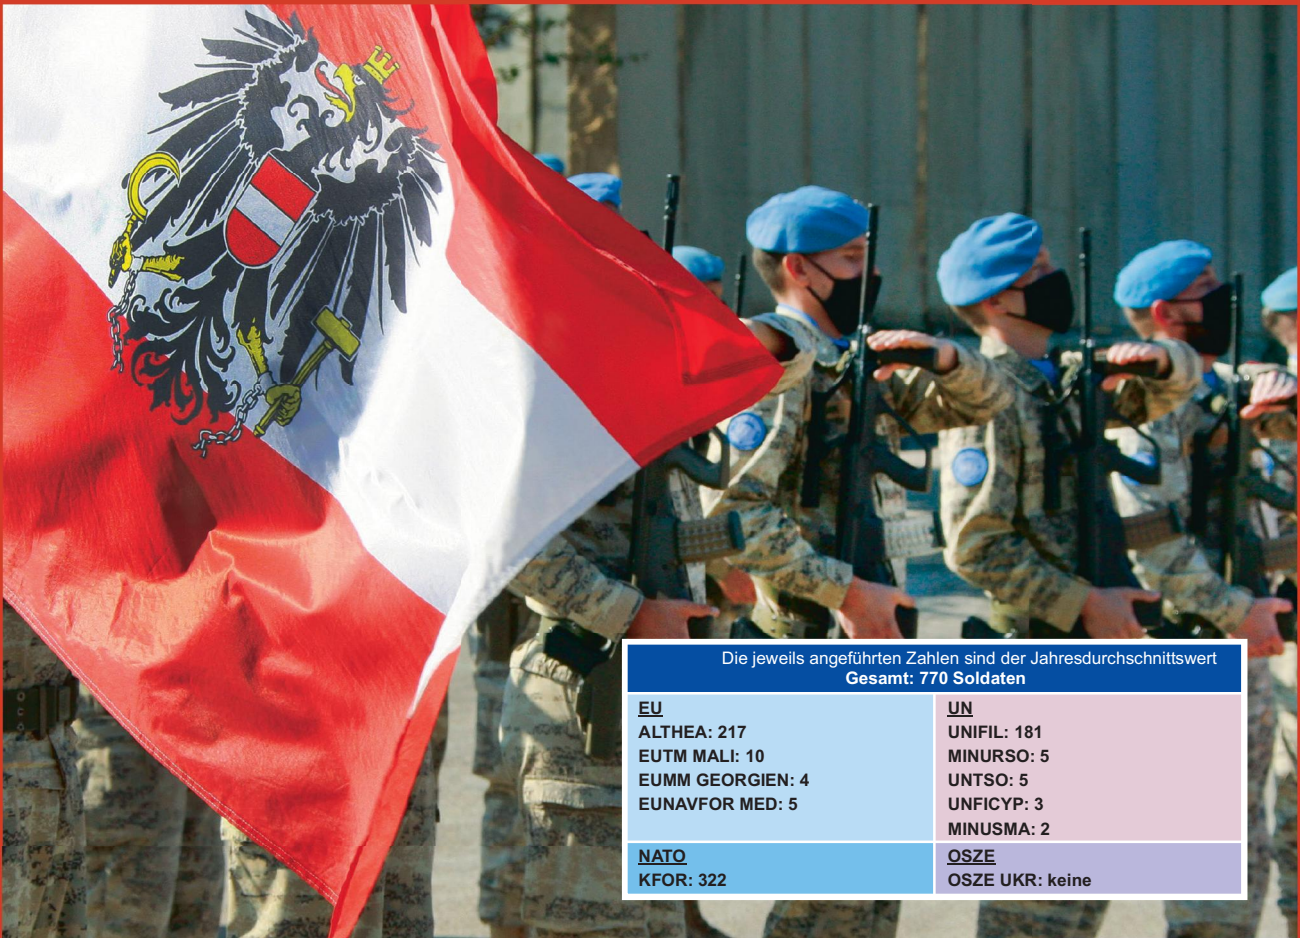 Die jeweils angeführten Zahlen sind der Jahresdurchschnittswert
Gesamt: 770 Soldaten
EU
ALTHEA: 217
EUTM MALI: 10
EUMM GEORGIEN: 4
EUNAVFOR MED: 5
UN
UNIFIL: 181
MINURSO: 5
UNTSO: 5
UNFICYP: 3
MINUSMA: 2
NATO
KFOR: 322
OSZE
OSZE UKR: keine